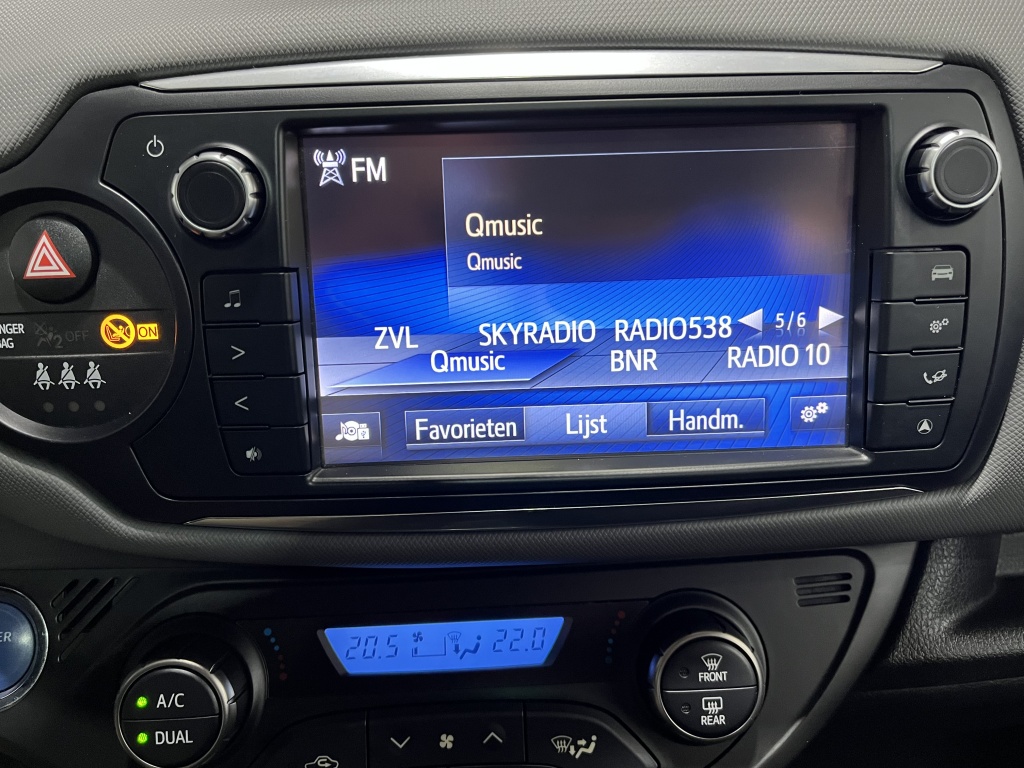 FM
Qmusic
Qmusic
ZVL SKYRADIO RADIO538 5/6
Qmusic BNR RADIO 10
Favorieten Lijst Handm.
2 OFF ON
20.5 22.0
A/C
DUAL
FRONT
REAR